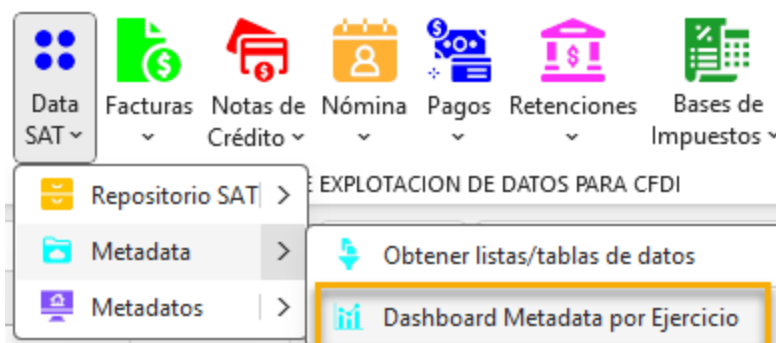 Data SAT
Facturas
Notas de Crédito
Nómina
Pagos
Retenciones
Bases de Impuestos
EXPLOTACION DE DATOS PARA CFDI
Repositorio SAT
Metadata
Metadatos
Obtener listas/tablas de datos
Dashboard Metadata por Ejercicio